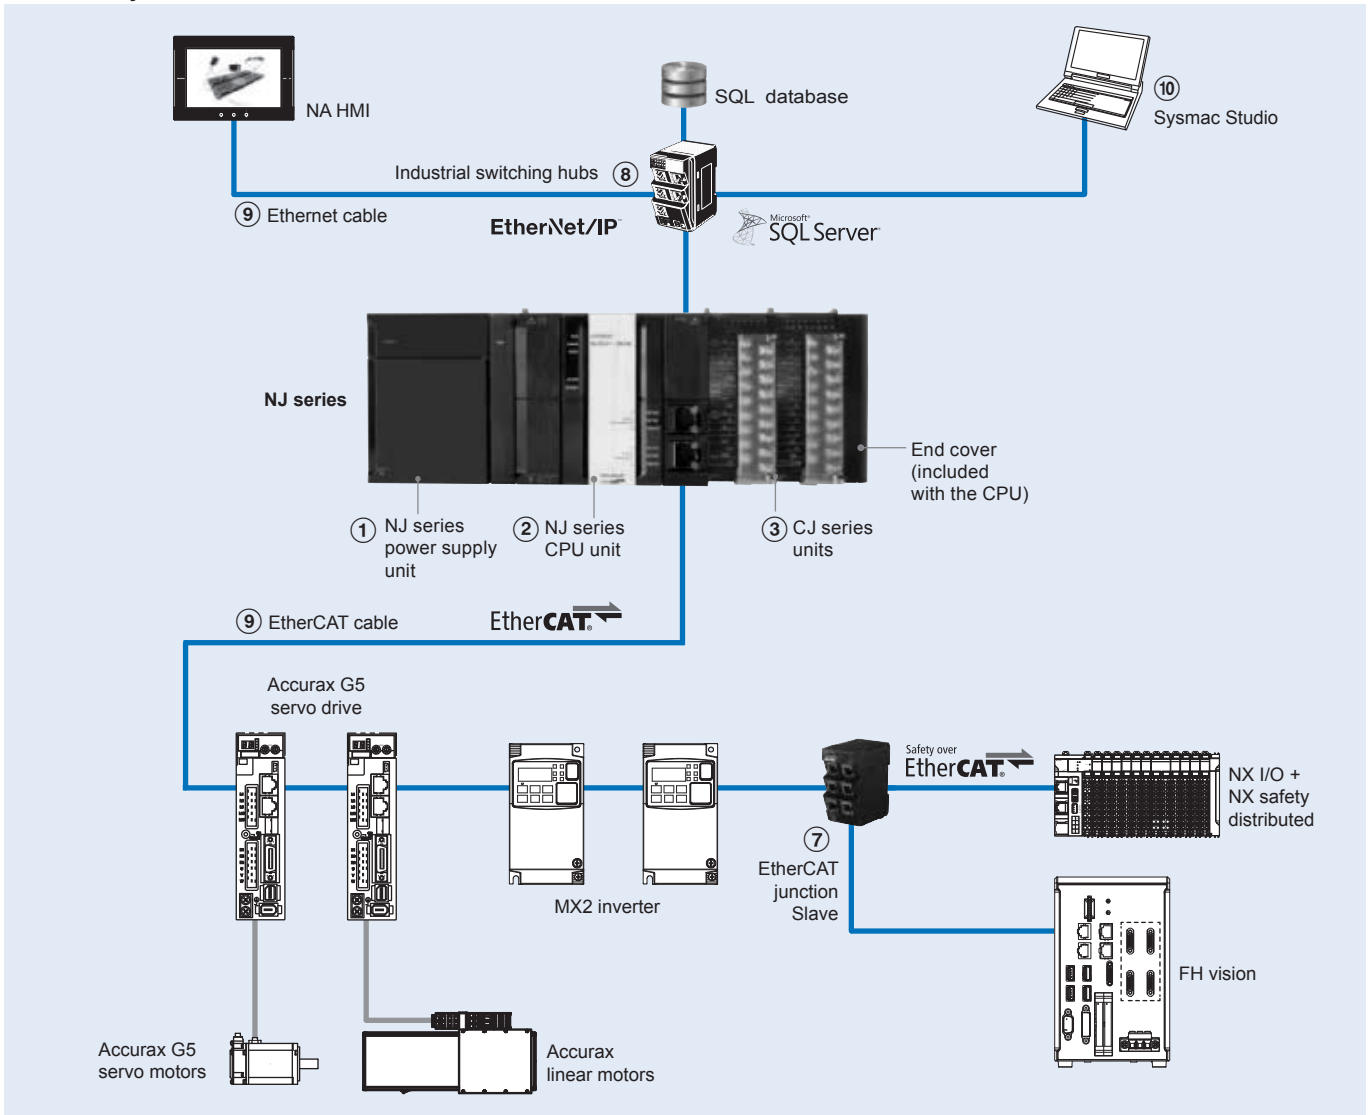 NA HMI
SQL database
10
Sysmac Studio
Industrial switching hubs 8
9 Ethernet cable
EtherNet/IP™
Microsoft®
SQL Server®
NJ series
End cover
(included
with the CPU)
1 NJ series
power supply
unit
2 NJ series
CPU unit
3 CJ series
units
9 EtherCAT cable
EtherCAT®
Accurax G5
servo drive
Safety over
EtherCAT®
NX I/O +
NX safety
distributed
7
EtherCAT
junction
Slave
MX2 inverter
FH vision
Accurax G5
servo motors
Accurax
linear motors